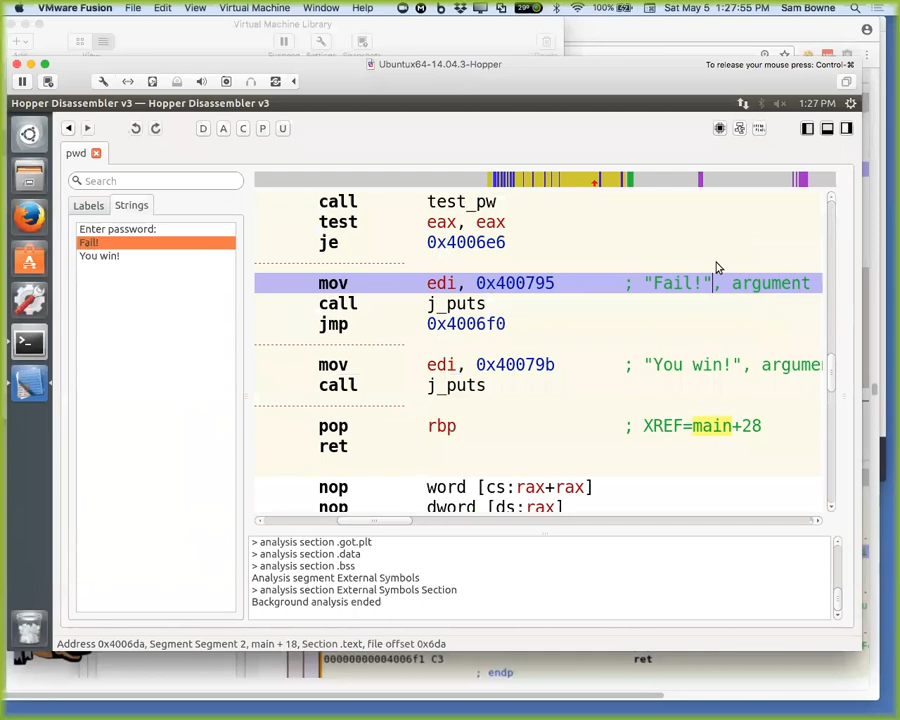 VMware Fusion File Edit View Virtual Machine Window Help 29° 100% Sat May 5 1:27:55 PM Sam Bowne
Virtual Machine Library
Ubuntux64-14.04.3-Hopper To release your mouse press: Control-⌘
Hopper Disassembler v3 — Hopper Disassembler v3 1:27 PM
D A C P U
pwd
Search
Labels Strings
Enter password:
Fail!
You win!
call test_pw
test eax, eax
je 0x4006e6
mov edi, 0x400795 ; "Fail!", argument
call j_puts
jmp 0x4006f0
mov edi, 0x40079b ; "You win!", argume
call j_puts
pop rbp ; XREF=main+28
ret
nop word [cs:rax+rax]
nop dword [ds:rax]
> analysis section .got.plt
> analysis section .data
> analysis section .bss
Analysis segment External Symbols
> analysis section External Symbols Section
Background analysis ended
Address 0x4006da, Segment Segment 2, main + 18, Section .text, file offset 0x6da
00000000004006f1 C3 ret
; endp